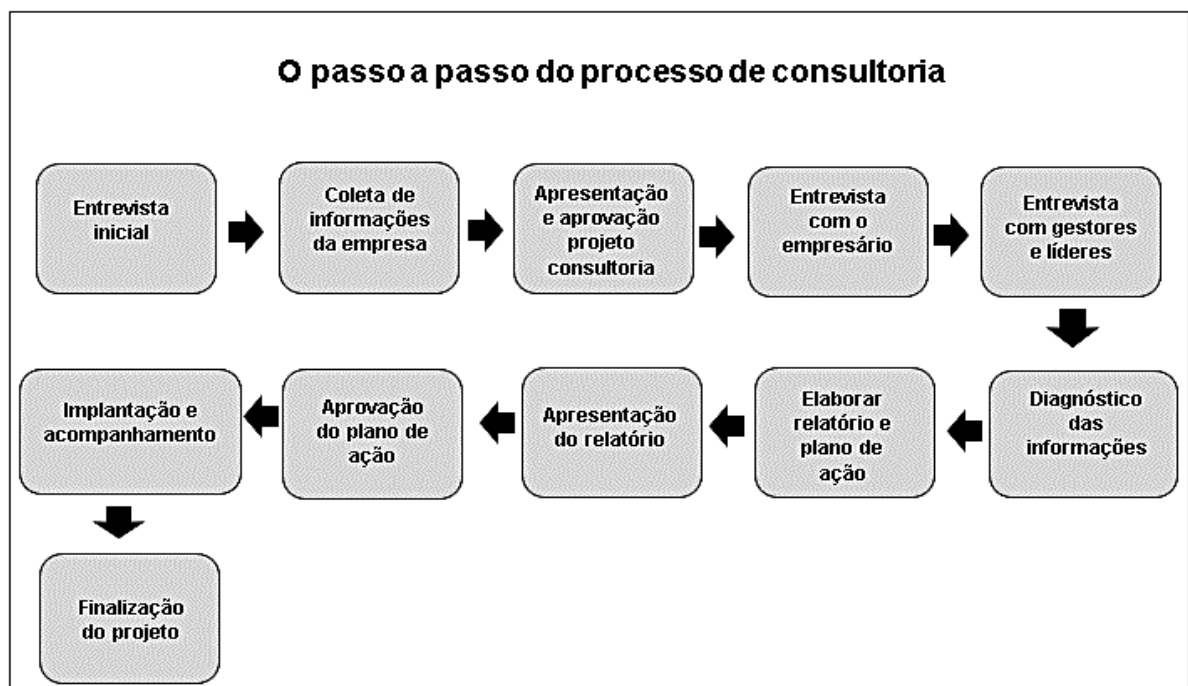 O passo a passo do processo de consultoria
Entrevista
inicial
Coleta de
informações
da empresa
Apresentação
e aprovação
projeto
consultoria
Entrevista
com o
empresário
Entrevista
com gestores
e líderes
Diagnóstico
das
informações
Elaborar
relatório e
plano de
ação
Apresentação
do relatório
Aprovação
do plano de
ação
Implantação e
acompanhamento
Finalização
do projeto